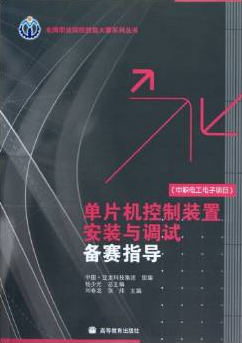 全国职业院校技能大赛系列丛书
（中职电工电子项目）
单片机控制装置
安装与调试
备赛指导
中国·亚龙科技集团 组编
杨少光 总主编
高等教育出版社